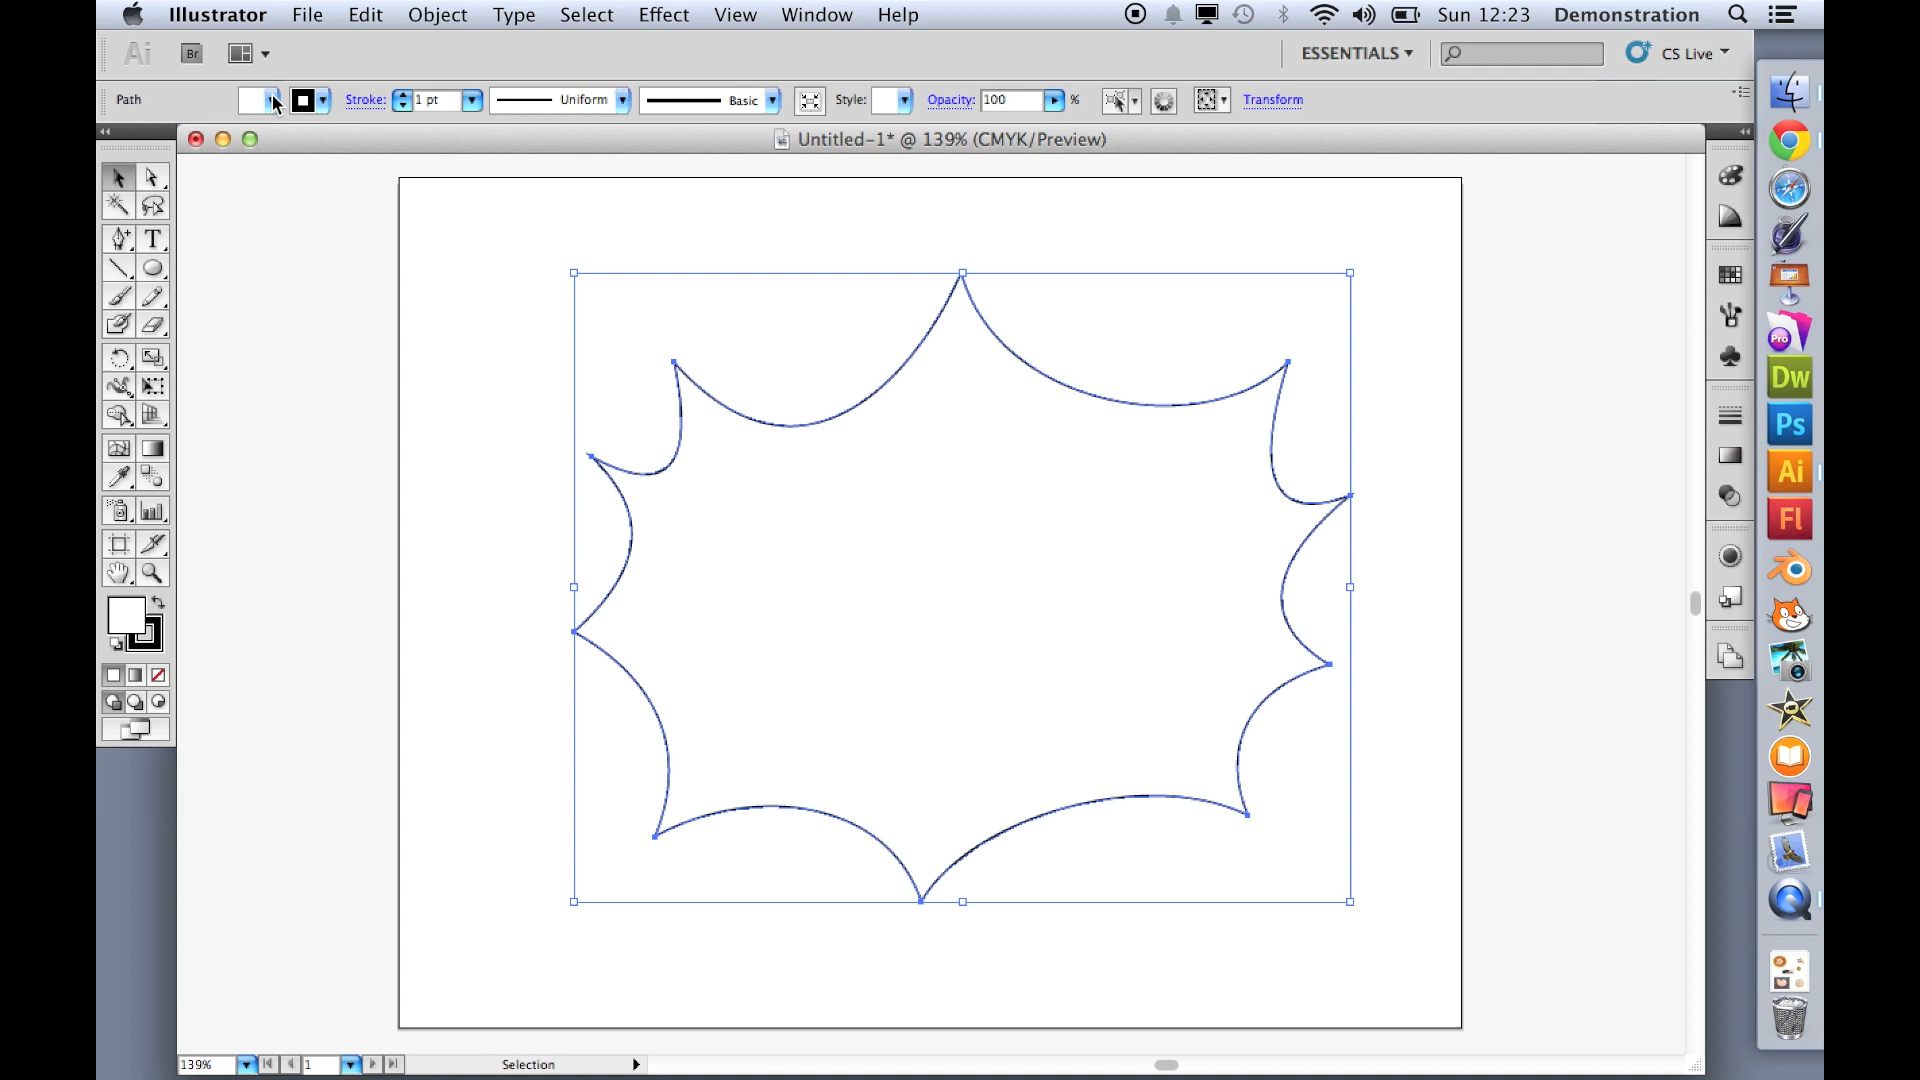 Illustrator File Edit Object Type Select Effect View Window Help Sun 12:23 Demonstration
Ai Br ESSENTIALS CS Live
Path Stroke: 1 pt Uniform Basic Style: Opacity: 100 % Transform
Untitled-1* @ 139% (CMYK/Preview)
T
Pro
Dw
Ps
Ai
Fl
139% 1 Selection